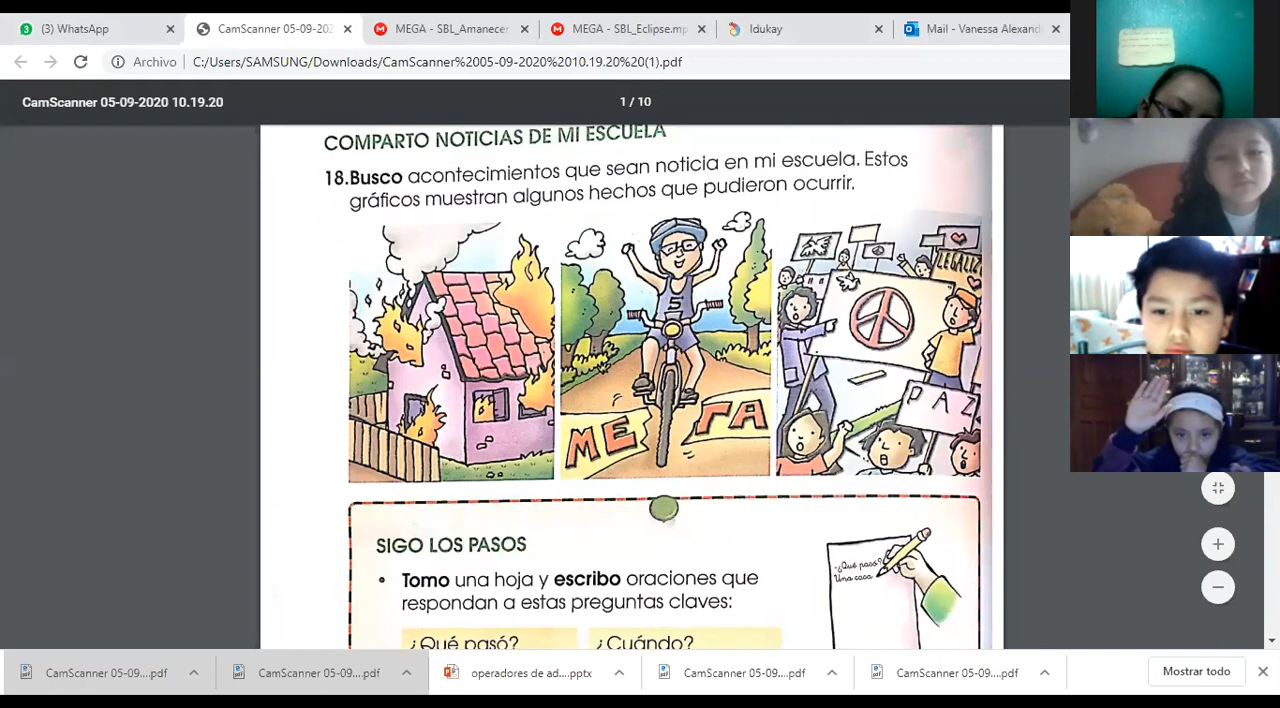 (3) WhatsApp
CamScanner 05-09-202
MEGA - SBL_Amanecer
MEGA - SBL_Eclipse.mp
Idukay
Mail - Vanessa Alexand
Archivo
C:/Users/SAMSUNG/Downloads/CamScanner%2005-09-2020%2010.19.20%20(1).pdf
CamScanner 05-09-2020 10.19.20
1 / 10
COMPARTO NOTICIAS DE MI ESCUELA
18.Busco acontecimientos que sean noticia en mi escuela. Estos
gráficos muestran algunos hechos que pudieron ocurrir.
LEGALIZ
5
META
PAZ
SIGO LOS PASOS
• Tomo una hoja y escribo oraciones que
respondan a estas preguntas claves:
-¿Qué pasó?
Una casa
¿Qué pasó?
¿Cuándo?
CamScanner 05-09....pdf
CamScanner 05-09....pdf
operadores de ad....pptx
CamScanner 05-09....pdf
CamScanner 05-09....pdf
Mostrar todo